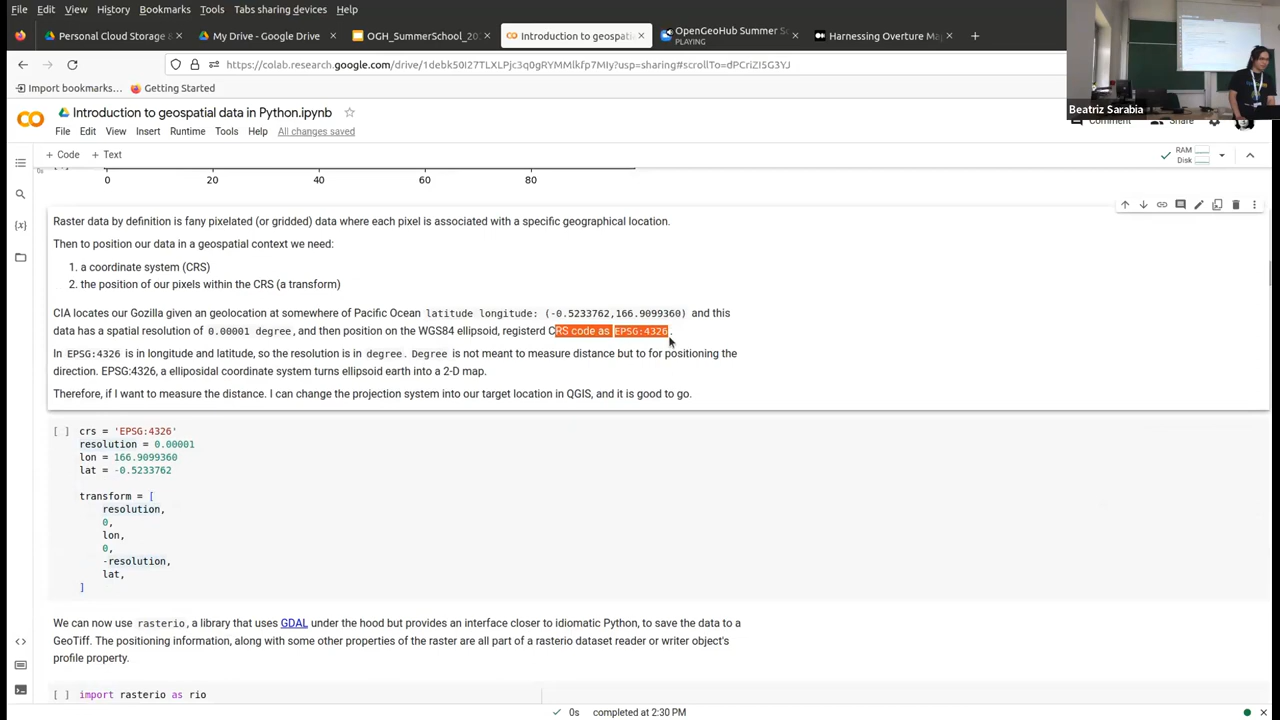 File Edit View History Bookmarks Tools Tabs sharing devices Help
Personal Cloud Storage &
My Drive - Google Drive
OGH_SummerSchool_20
Introduction to geospati
OpenGeoHub Summer S
PLAYING
Harnessing Overture Ma
https://colab.research.google.com/drive/1debk50I27TLXLPjc3q0gRYMMlkfp7MIy?usp=sharing#scrollTo=dPCriZI5G3YJ
Import bookmarks...
Getting Started
Beatriz Sarabia
Introduction to geospatial data in Python.ipynb
File Edit View Insert Runtime Tools Help All changes saved
Comment
Share
+ Code + Text
RAM
Disk
0 20 40 60 80
Raster data by definition is fany pixelated (or gridded) data where each pixel is associated with a specific geographical location.
Then to position our data in a geospatial context we need:
1. a coordinate system (CRS)
2. the position of our pixels within the CRS (a transform)
CIA locates our Gozilla given an geolocation at somewhere of Pacific Ocean latitude longitude: (-0.5233762,166.9099360) and this
data has a spatial resolution of 0.00001 degree, and then position on the WGS84 ellipsoid, registerd CRS code as EPSG:4326.
In EPSG:4326 is in longitude and latitude, so the resolution is in degree. Degree is not meant to measure distance but to for positioning the
direction. EPSG:4326, a elliposidal coordinate system turns ellipsoid earth into a 2-D map.
Therefore, if I want to measure the distance. I can change the projection system into our target location in QGIS, and it is good to go.
[ ] crs = 'EPSG:4326'
resolution = 0.00001
lon = 166.9099360
lat = -0.5233762
transform = [
resolution,
0,
lon,
0,
-resolution,
lat,
]
We can now use rasterio, a library that uses GDAL under the hood but provides an interface closer to idiomatic Python, to save the data to a
GeoTiff. The positioning information, along with some other properties of the raster are all part of a rasterio dataset reader or writer object's
profile property.
[ ] import rasterio as rio
0s completed at 2:30 PM